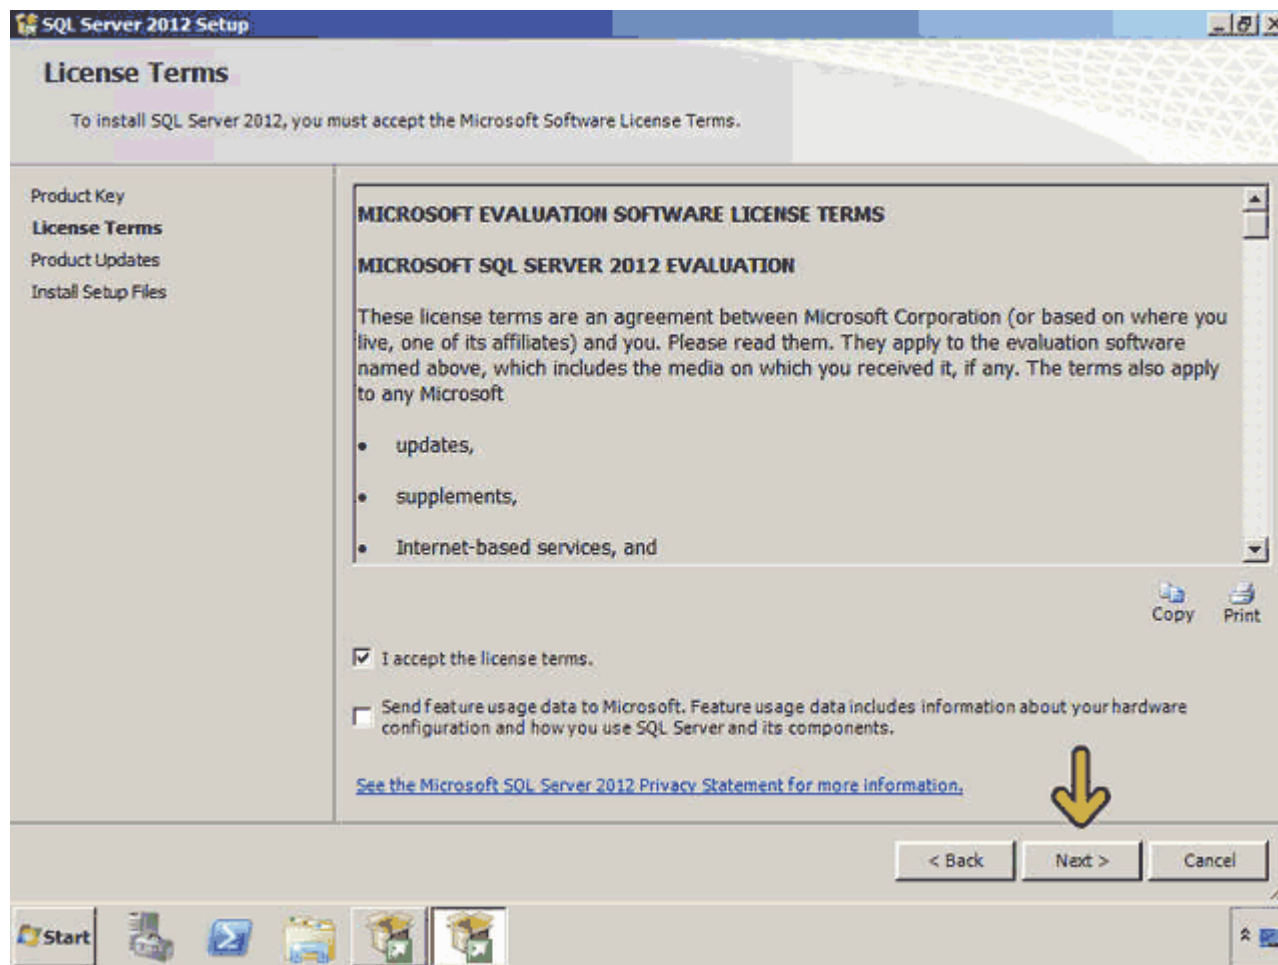 SQL Server 2012 Setup
License Terms
To install SQL Server 2012, you must accept the Microsoft Software License Terms.
Product Key
License Terms
Product Updates
Install Setup Files
MICROSOFT EVALUATION SOFTWARE LICENSE TERMS
MICROSOFT SQL SERVER 2012 EVALUATION
These license terms are an agreement between Microsoft Corporation (or based on where you
live, one of its affiliates) and you. Please read them. They apply to the evaluation software
named above, which includes the media on which you received it, if any. The terms also apply
to any Microsoft
• updates,
• supplements,
• Internet-based services, and
Copy Print
I accept the license terms.
Send feature usage data to Microsoft. Feature usage data includes information about your hardware
configuration and how you use SQL Server and its components.
See the Microsoft SQL Server 2012 Privacy Statement for more information.
< Back Next > Cancel
Start